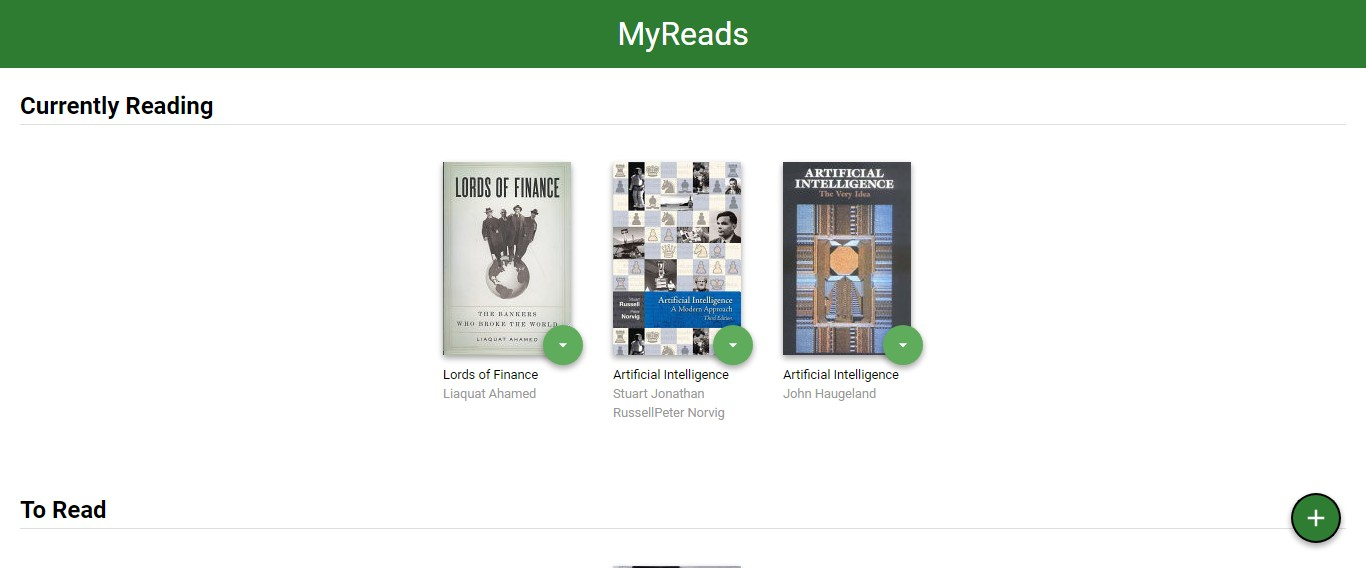 MyReads
Currently Reading
LORDS OF FINANCE
THE BANKERS
WHO BROKE THE WORLD
LIAQUAT AHAMED
Stuart
Russell
Peter
Norvig
Artificial Intelligence
A Modern Approach
Third Edition
ARTIFICIAL
INTELLIGENCE
The Very Idea
Lords of Finance
Liaquat Ahamed
Artificial Intelligence
Stuart Jonathan
RussellPeter Norvig
Artificial Intelligence
John Haugeland
To Read